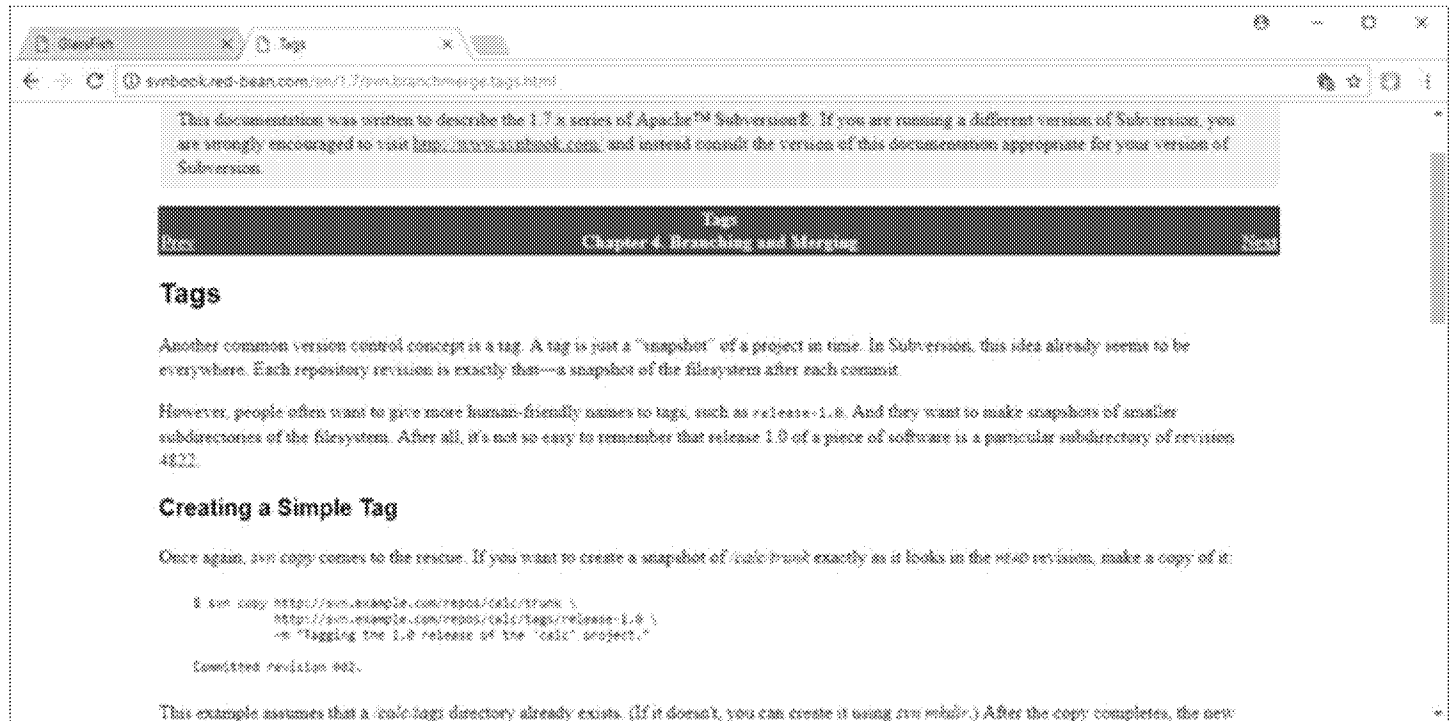 GlassFish
Tags
svnbook.red-bean.com/en/1.7/svn.branchmerge.tags.html
This documentation was written to describe the 1.7.x series of Apache™ Subversion®. If you are running a different version of Subversion, you
are strongly encouraged to visit http://www.svnbook.com/ and instead consult the version of this documentation appropriate for your version of
Subversion.
Tags
Prev Chapter 4. Branching and Merging Next
Tags
Another common version control concept is a tag. A tag is just a “snapshot” of a project in time. In Subversion, this idea already seems to be
everywhere. Each repository revision is exactly that—a snapshot of the filesystem after each commit.
However, people often want to give more human-friendly names to tags, such as release-1.0. And they want to make snapshots of smaller
subdirectories of the filesystem. After all, it's not so easy to remember that release 1.0 of a piece of software is a particular subdirectory of revision
4822.
Creating a Simple Tag
Once again, svn copy comes to the rescue. If you want to create a snapshot of /calc/trunk exactly as it looks in the HEAD revision, make a copy of it:
$ svn copy http://svn.example.com/repos/calc/trunk \
http://svn.example.com/repos/calc/tags/release-1.0 \
-m "Tagging the 1.0 release of the 'calc' project."
Committed revision 902.
This example assumes that a /calc/tags directory already exists. (If it doesn't, you can create it using svn mkdir.) After the copy completes, the new